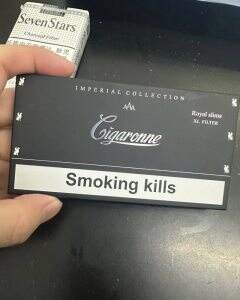 SevenStars
Charcoal Filter
IMPERIAL COLLECTION
Royal slims
XL FILTER
Cigaronne
Smoking kills